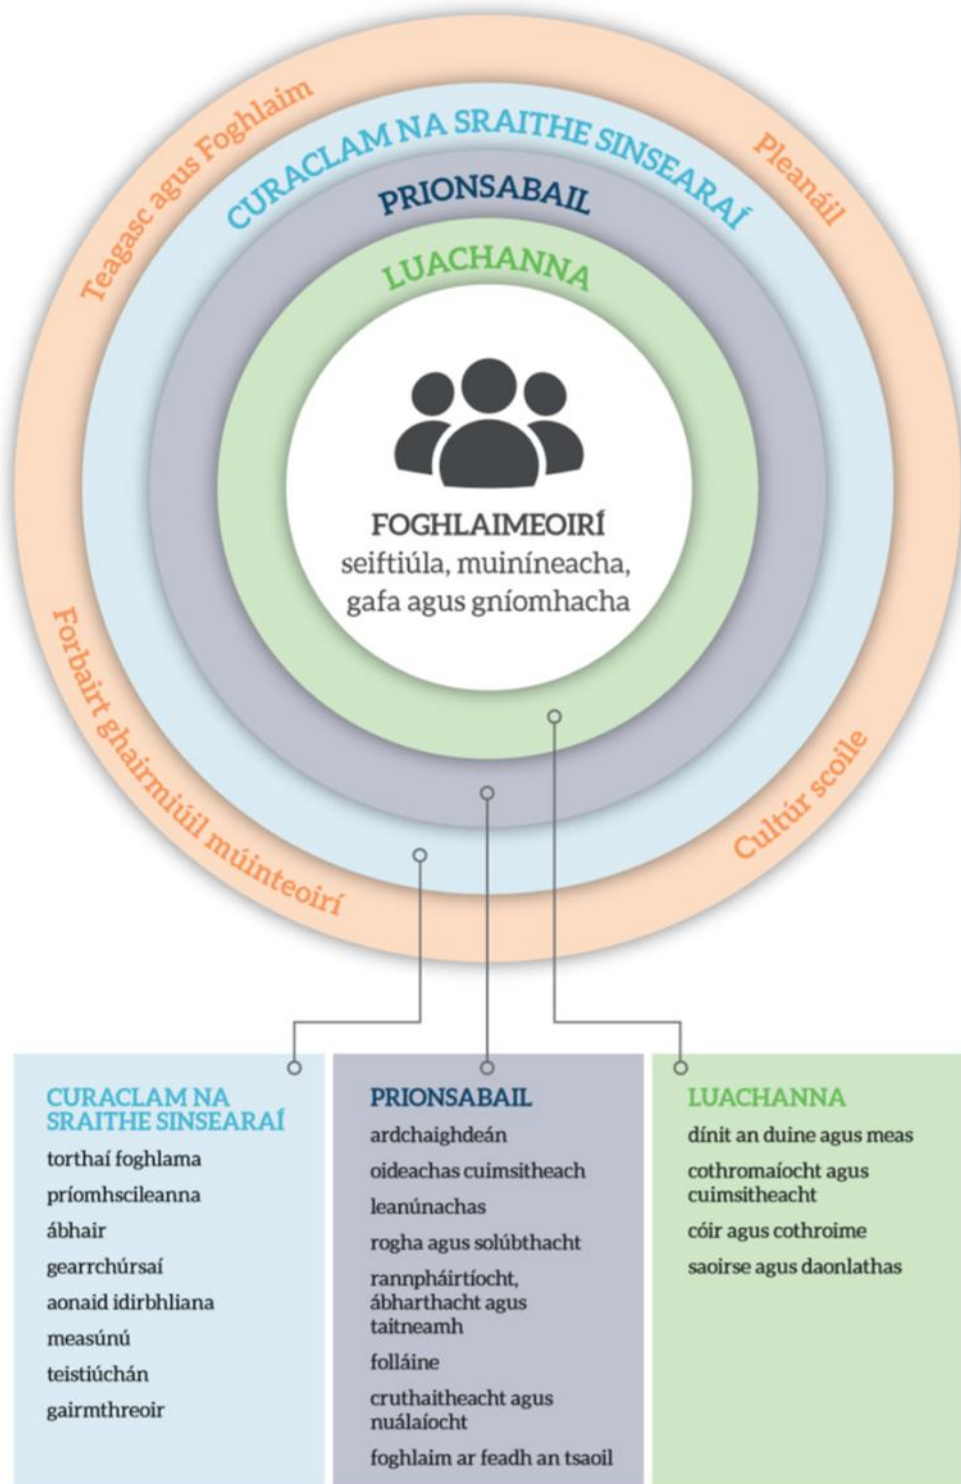 Teagasc agus Foghlaim
Pleanáil
CURACLAM NA SRAITHE SINSEARAÍ
PRIONSABAIL
LUACHANNA
FOGHLAIMEOIRÍ
seiftiúla, muiníneacha,
gafa agus gníomhacha
Forbairt ghairmiúil múinteoirí
Cultúr scoile
CURACLAM NA
SRAITHE SINSEARAÍ
torthaí foghlama
príomhscileanna
ábhair
gearrchúrsaí
aonaid idirbhliana
measúnú
teistiúchán
gairmthreoir
PRIONSABAIL
ardchaighdeán
oideachas cuimsitheach
leanúnachas
rogha agus solúbthacht
rannpháirtíocht,
ábharthacht agus
taitneamh
folláine
cruthaitheacht agus
nuálaíocht
foghlaim ar feadh an tsaoil
LUACHANNA
dínit an duine agus meas
cothromaíocht agus
cuimsitheacht
cóir agus cothroime
saoirse agus daonlathas